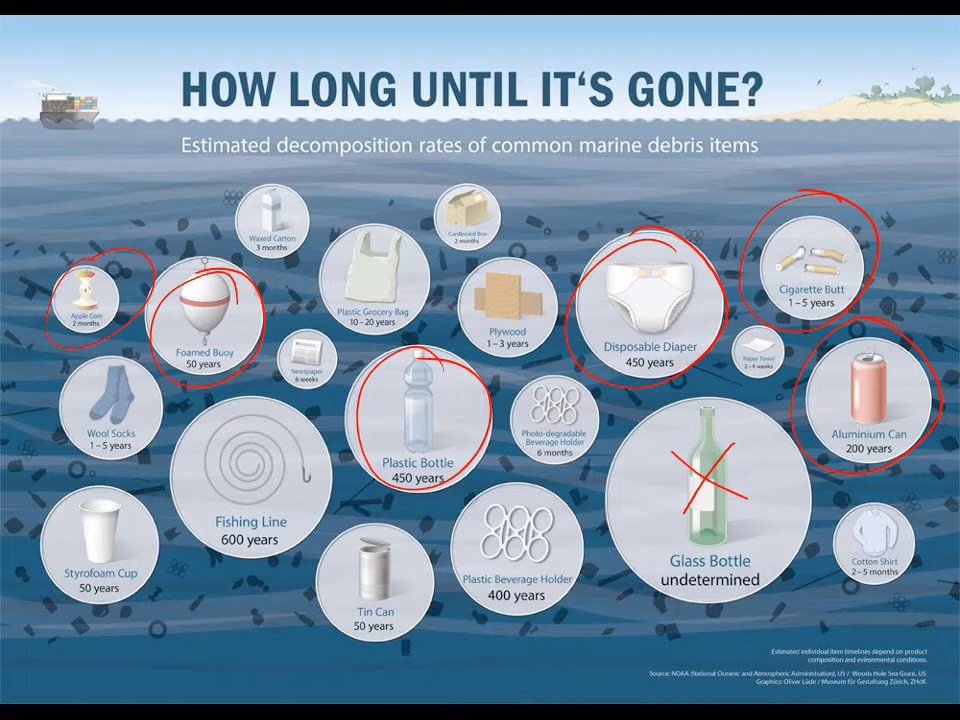 HOW LONG UNTIL IT'S GONE?
Estimated decomposition rates of common marine debris items
Waxed Carton
3 months
Cardboard Box
2 months
Apple Core
2 months
Foamed Buoy
50 years
Plastic Grocery Bag
10 – 20 years
Plywood
1 – 3 years
Disposable Diaper
450 years
Cigarette Butt
1 – 5 years
Newspaper
6 weeks
Paper Towel
2 – 4 weeks
Wool Socks
1 – 5 years
Plastic Bottle
450 years
Photo-degradable
Beverage Holder
6 months
Aluminium Can
200 years
Fishing Line
600 years
Glass Bottle
undetermined
Styrofoam Cup
50 years
Tin Can
50 years
Plastic Beverage Holder
400 years
Cotton Shirt
2 – 5 months
Estimated individual item timelines depend on product
composition and evironmental conditions.
Source: NOAA (National Oceanic and Atmospheric Administration), US / Woods Hole Sea Grant, US
Graphics: Oliver Lüde / Museum für Gestaltung Zürich, ZHdK